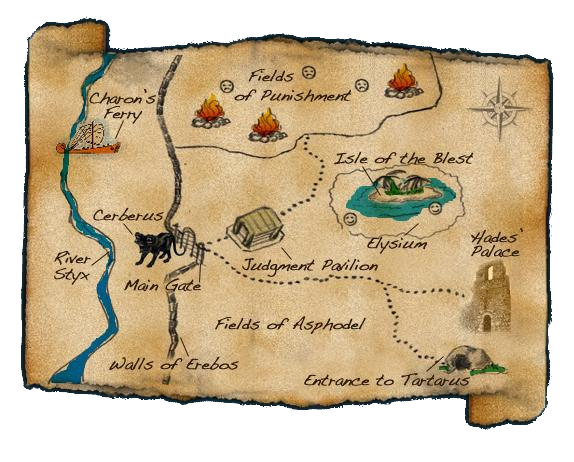 Fields
of Punishment
Charon's
Ferry
Isle of the Blest
Cerberus
Elysium
Hades'
Palace
River
Styx
Judgment Pavilion
Main Gate
Fields of Asphodel
Walls of Erebos
Entrance to Tartarus